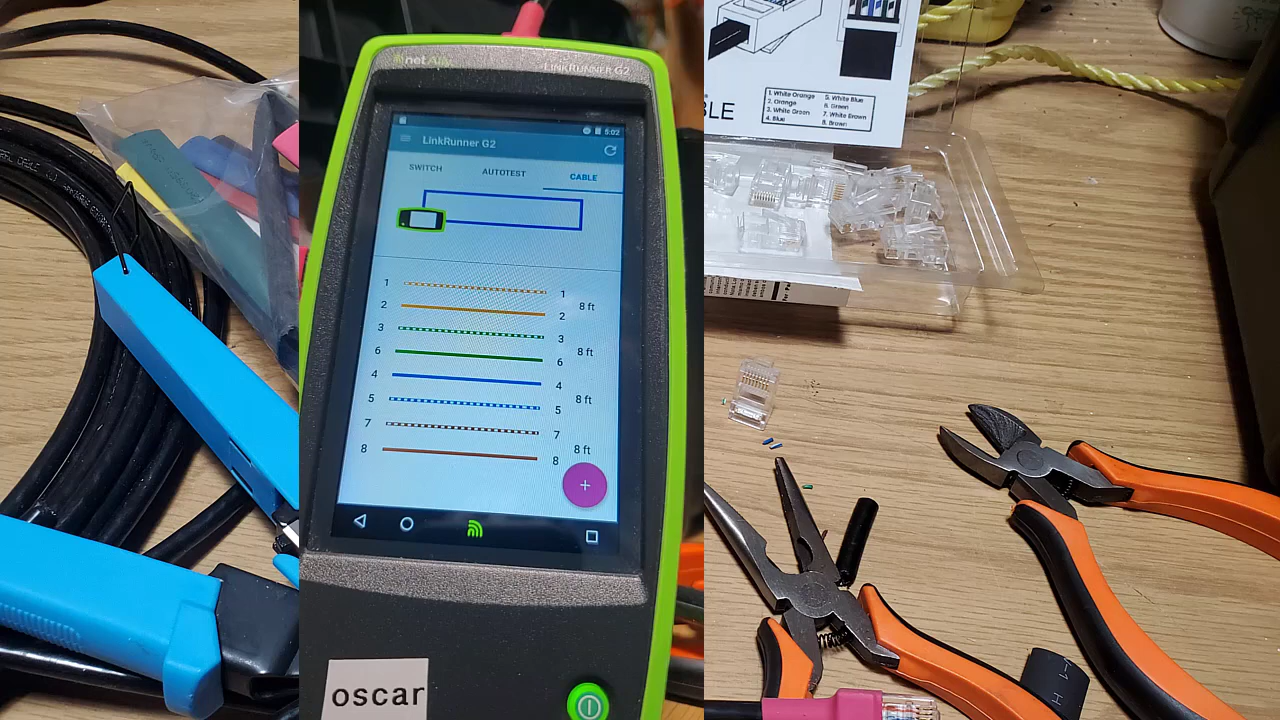 netAlly
LINKRUNNER G2
5:02
LinkRunner G2
SWITCH AUTOTEST CABLE
1 1
8 ft
2 2
3 3
8 ft
6 6
4 4
8 ft
5 5
7 7
8 ft
8 8
+
oscar
1. White Orange 5. White Blue
2. Orange 6. Green
3. White Green 7. White Brown
4. Blue 8. Brown